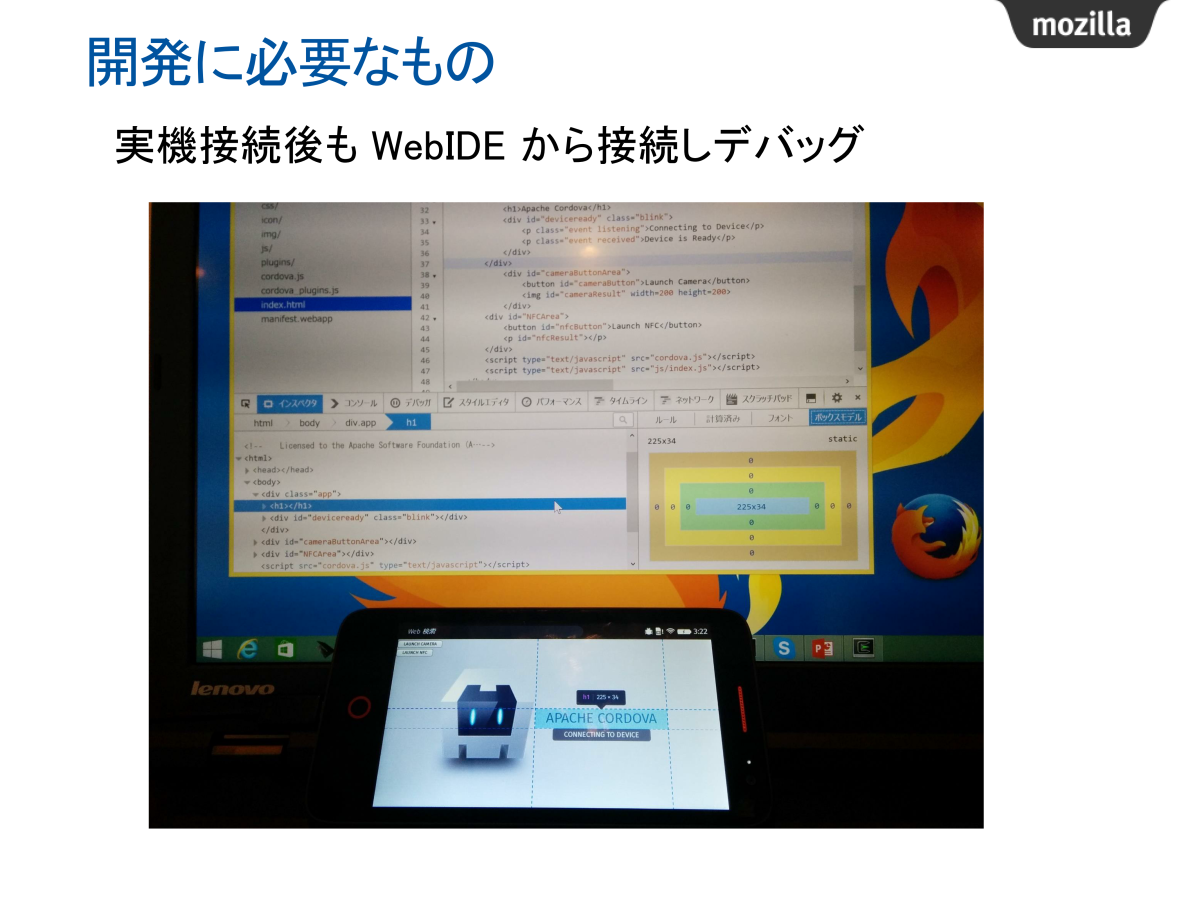 mozilla
開発に必要なもの
実機接続後も WebIDE から接続しデバッグ
css/
icon/
img/
js/
plugins/
cordova.js
cordova_plugins.js
index.html
manifest.webapp
32 <h1>Apache Cordova</h1>
33 <div id="deviceready" class="blink">
34 <p class="event listening">Connecting to Device</p>
35 <p class="event received">Device is Ready</p>
36 </div>
37 </div>
38 <div id="cameraButtonArea">
39 <button id="cameraButton">Launch Camera</button>
40 <img id="cameraResult" width=200 height=200>
41 </div>
42 <div id="NFCArea">
43 <button id="nfcButton">Launch NFC</button>
44 <p id="nfcResult"></p>
45 </div>
46 <script type="text/javascript" src="cordova.js"></script>
47 <script type="text/javascript" src="js/index.js"></script>
48
インスペクタ コンソール デバッガ スタイルエディタ パフォーマンス タイムライン ネットワーク スクラッチパッド
html body div.app h1
ルール 計算済み フォント ボックスモデル
<!-- Licensed to the Apache Software Foundation (A…-->
<html>
<head></head>
<body>
<div class="app">
<h1></h1>
<div id="deviceready" class="blink"></div>
</div>
<div id="cameraButtonArea"></div>
<div id="NFCArea"></div>
<script src="cordova.js" type="text/javascript"></script>
225x34 static
0
0
0
0 0 0 225x34 0 0 0
0
0
0
lenovo
Web 検索 3:22
LAUNCH CAMERA
LAUNCH NFC
h1 225 × 34
APACHE CORDOVA
CONNECTING TO DEVICE